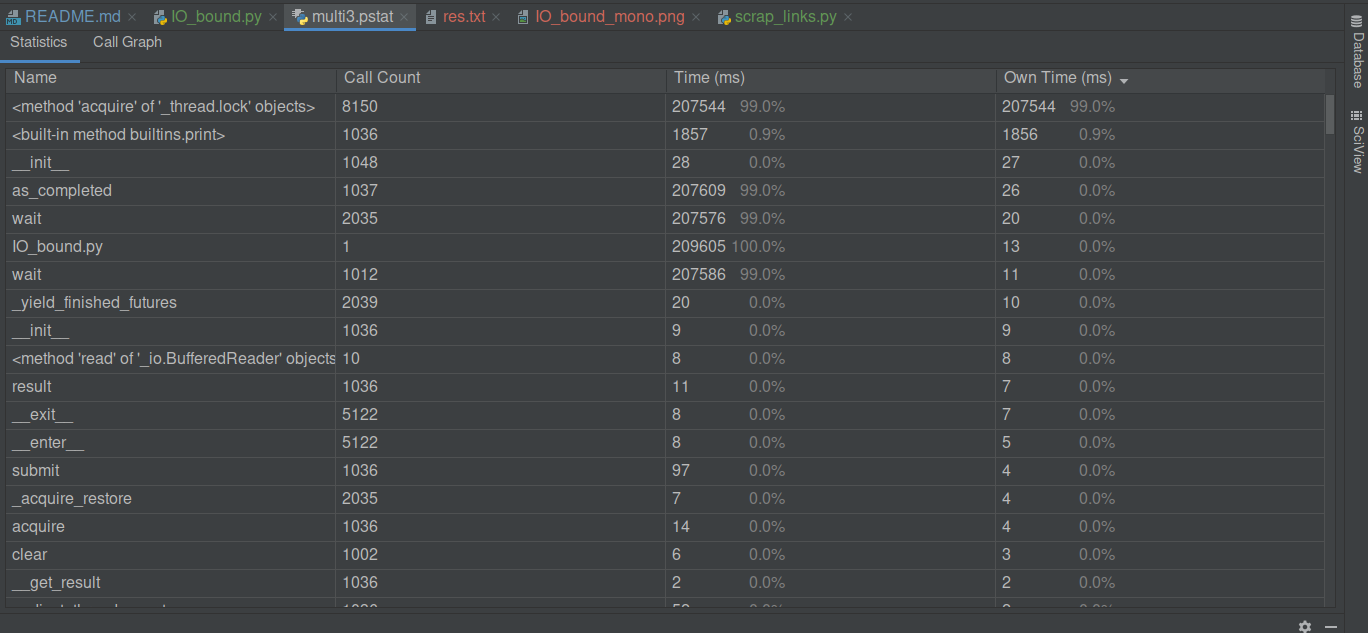 README.md IO_bound.py multi3.pstat res.txt IO_bound_mono.png scrap_links.py
Statistics Call Graph
Name Call Count Time (ms) Own Time (ms)
<method 'acquire' of '_thread.lock' objects> 8150 207544 99.0% 207544 99.0%
<built-in method builtins.print> 1036 1857 0.9% 1856 0.9%
__init__ 1048 28 0.0% 27 0.0%
as_completed 1037 207609 99.0% 26 0.0%
wait 2035 207576 99.0% 20 0.0%
IO_bound.py 1 209605 100.0% 13 0.0%
wait 1012 207586 99.0% 11 0.0%
_yield_finished_futures 2039 20 0.0% 10 0.0%
__init__ 1036 9 0.0% 9 0.0%
<method 'read' of '_io.BufferedReader' objects 10 8 0.0% 8 0.0%
result 1036 11 0.0% 7 0.0%
__exit__ 5122 8 0.0% 7 0.0%
__enter__ 5122 8 0.0% 5 0.0%
submit 1036 97 0.0% 4 0.0%
_acquire_restore 2035 7 0.0% 4 0.0%
acquire 1036 14 0.0% 4 0.0%
clear 1002 6 0.0% 3 0.0%
__get_result 1036 2 0.0% 2 0.0%
Database
SciView